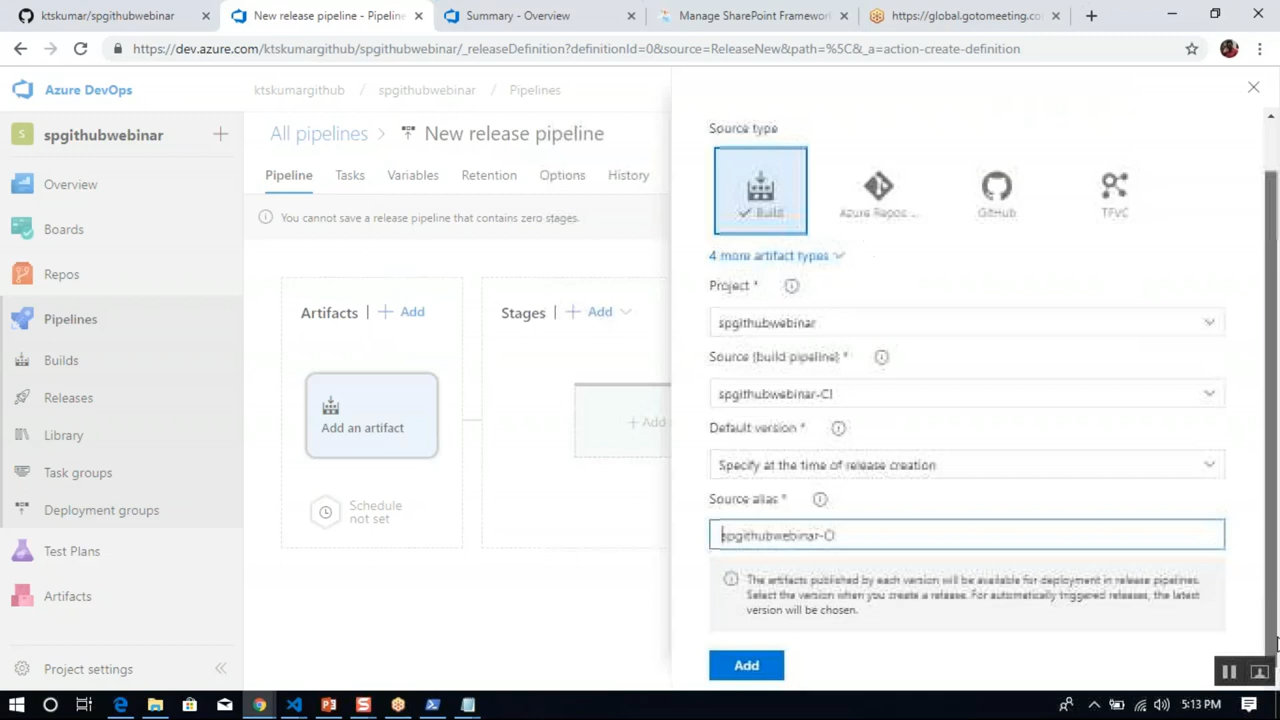 ktskumar/spgithubwebinar
New release pipeline - Pipeline
Summary - Overview
Manage SharePoint Framework
https://global.gotomeeting.co
https://dev.azure.com/ktskumargithub/spgithubwebinar/_releaseDefinition?definitionId=0&source=ReleaseNew&path=%5C&_a=action-create-definition
Azure DevOps
ktskumargithub / spgithubwebinar / Pipelines
S spgithubwebinar
All pipelines > New release pipeline
Overview
Boards
Repos
Pipelines
Builds
Releases
Library
Task groups
Deployment groups
Test Plans
Artifacts
Project settings
Pipeline Tasks Variables Retention Options History
You cannot save a release pipeline that contains zero stages.
Artifacts | + Add
Stages | + Add
Add an artifact
+ Add
Schedule
not set
Source type
Build
Azure Repos ...
GitHub
TFVC
4 more artifact types
Project *
spgithubwebinar
Source (build pipeline) *
spgithubwebinar-CI
Default version *
Specify at the time of release creation
Source alias *
spgithubwebinar-CI
The artifacts published by each version will be available for deployment in release pipelines.
Select the version when you create a release. For automatically triggered releases, the latest
version will be chosen.
Add
5:13 PM